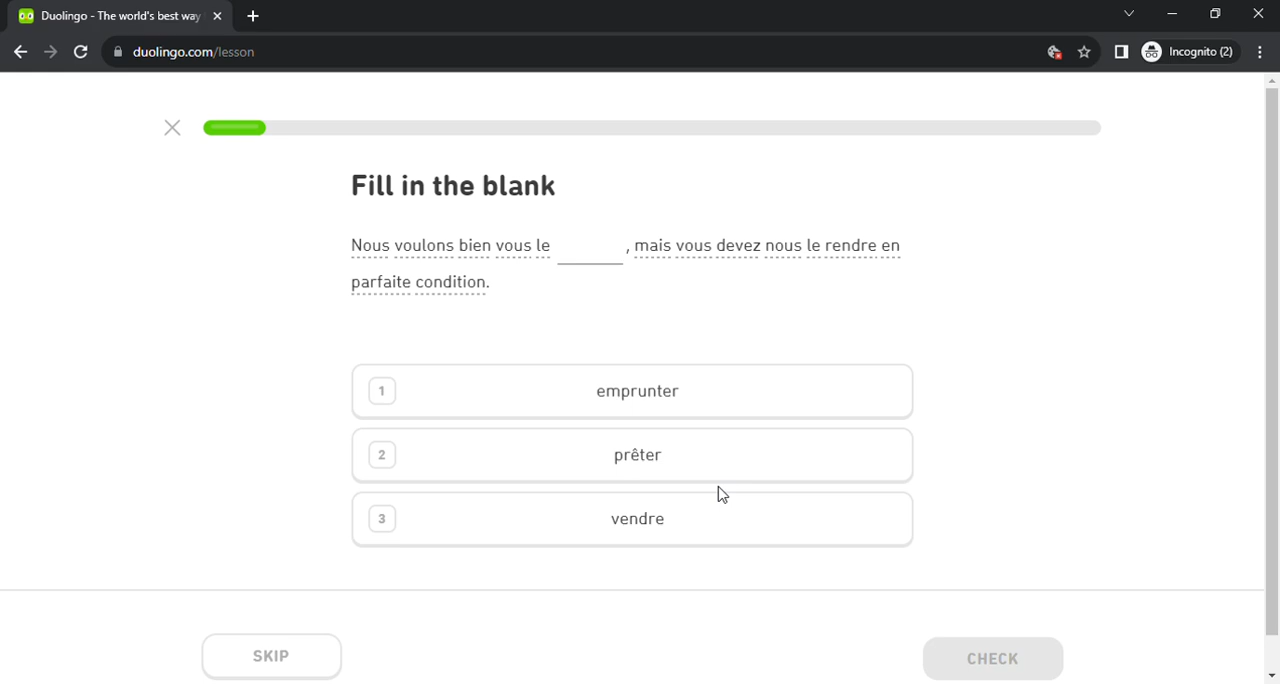 Duolingo - The world's best way
duolingo.com/lesson
Incognito (2)
Fill in the blank
Nous voulons bien vous le ______ , mais vous devez nous le rendre en
parfaite condition.
1 emprunter
2 prêter
3 vendre
SKIP
CHECK